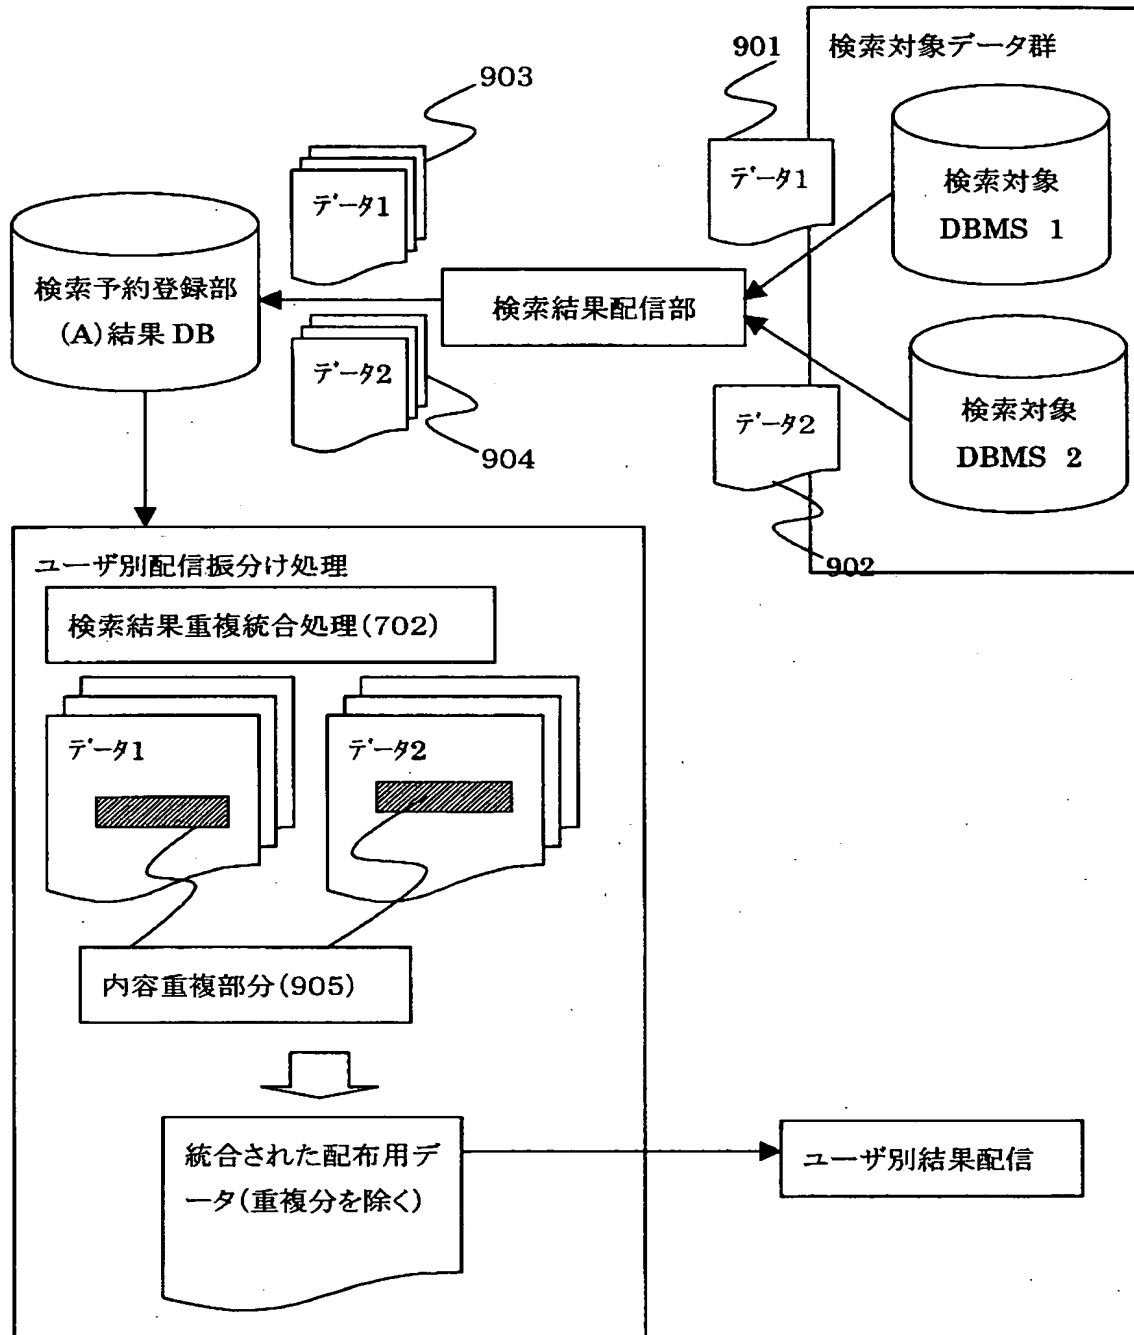 901
検索対象データ群
903
データ1
検索対象
DBMS 1
データ1
検索予約登録部
(A)結果 DB
検索結果配信部
データ2
データ2
検索対象
DBMS 2
904
902
ユーザ別配信振分け処理
検索結果重複統合処理(702)
データ1
データ2
内容重複部分(905)
統合された配布用デ
ータ(重複分を除く)
ユーザ別結果配信